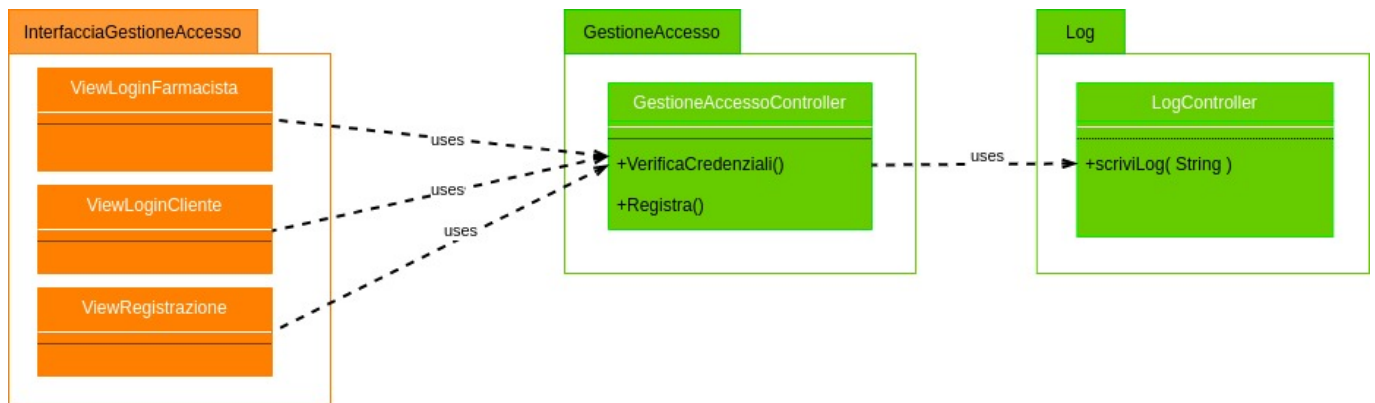 InterfacciaGestioneAccesso
ViewLoginFarmacista
ViewLoginCliente
ViewRegistrazione
uses
uses
uses
GestioneAccesso
GestioneAccessoController
+VerificaCredenziali()
+Registra()
uses
Log
LogController
+scriviLog( String )